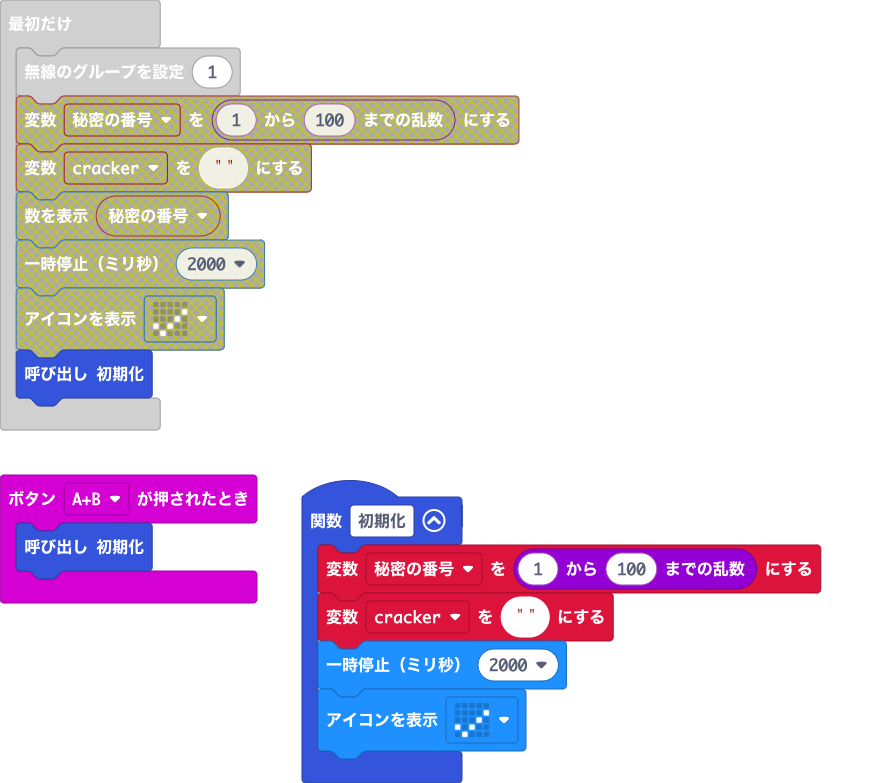 最初だけ
無線のグループを設定 1
変数 秘密の番号 を 1 から 100 までの乱数 にする
変数 cracker を " " にする
数を表示 秘密の番号
一時停止（ミリ秒） 2000
アイコンを表示
呼び出し 初期化
ボタン A+B が押されたとき
呼び出し 初期化
関数 初期化
変数 秘密の番号 を 1 から 100 までの乱数 にする
変数 cracker を " " にする
一時停止（ミリ秒） 2000
アイコンを表示